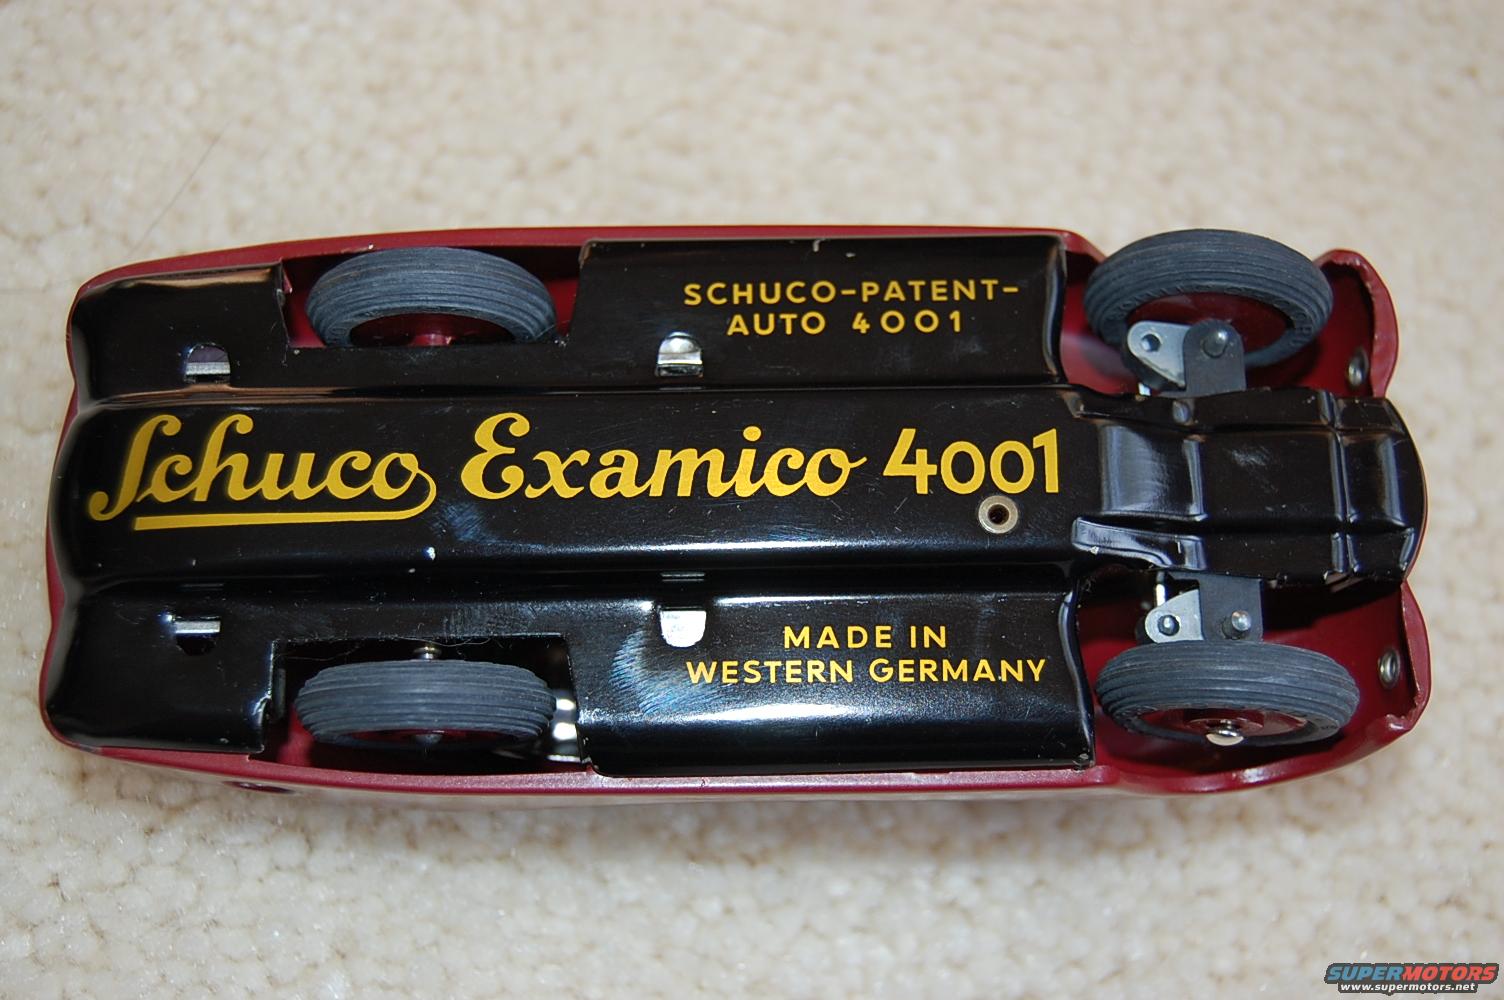 SCHUCO-PATENT-
AUTO 4001
Schuco Examico 4001
MADE IN
WESTERN GERMANY
SUPERMOTORS
www.supermotors.net